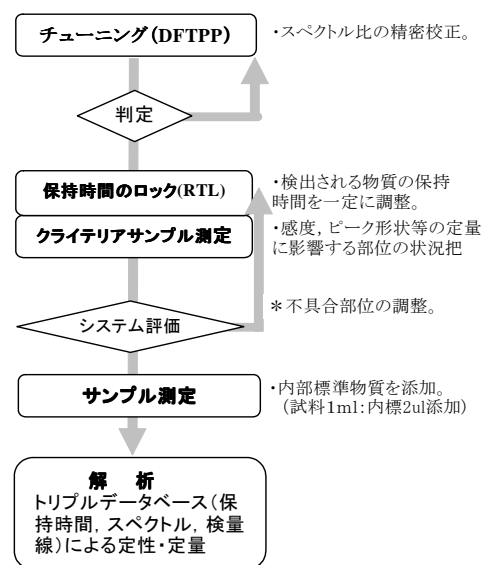 チューニング(DFTPP)
・スペクトル比の精密校正。
判定
保持時間のロック(RTL)
・検出される物質の保持
時間を一定に調整。
クライテリアサンプル測定
・感度,ピーク形状等の定量
に影響する部位の状況把
*不具合部位の調整。
システム評価
サンプル測定
・内部標準物質を添加。
(試料1ml:内標2ul添加)
解 析
トリプルデータベース(保
持時間,スペクトル,検量
線)による定性・定量